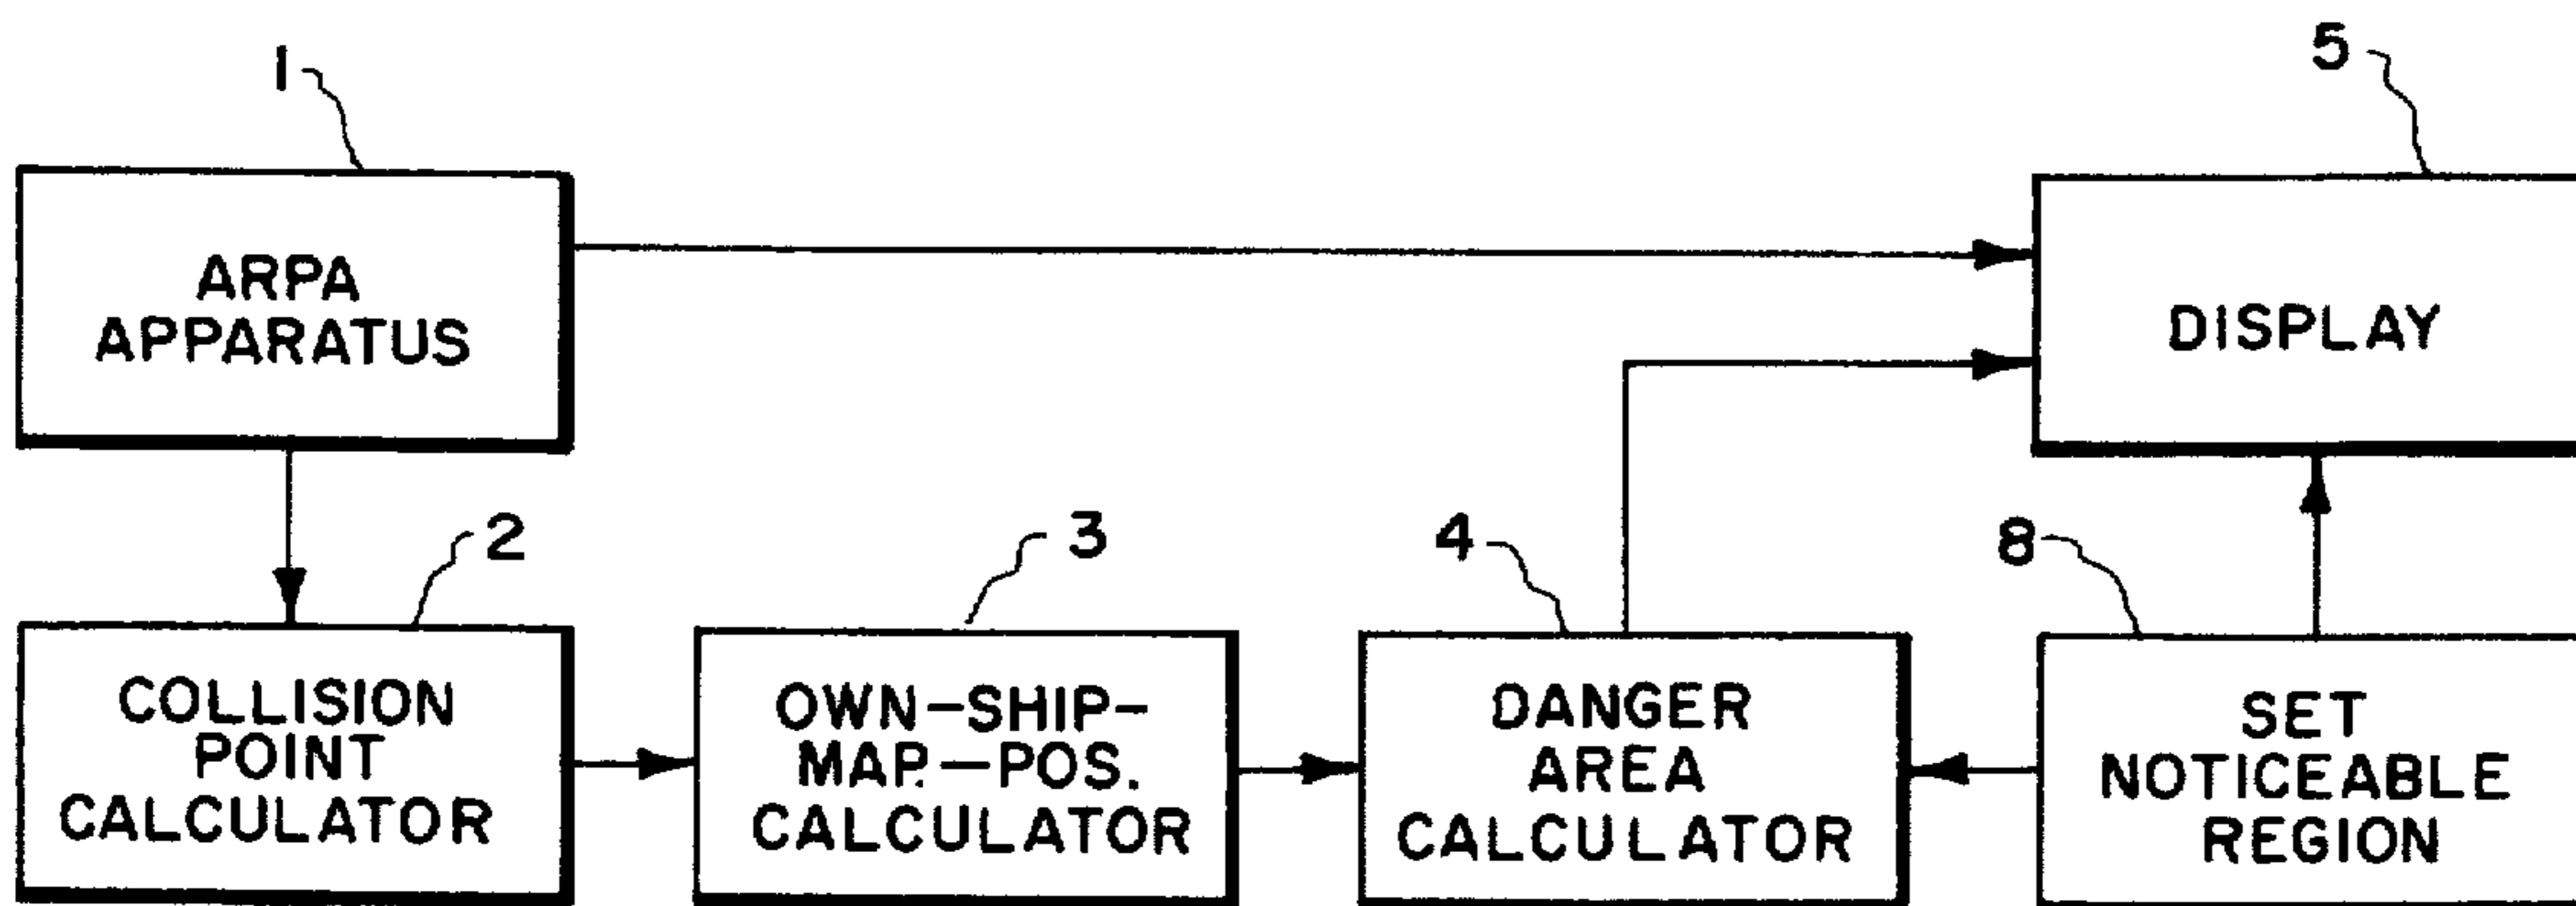 1
5
ARPA
APPARATUS
DISPLAY
2
3
4
8
COLLISION
POINT
CALCULATOR
OWN-SHIP-
MAP.-POS.
CALCULATOR
DANGER
AREA
CALCULATOR
SET
NOTICEABLE
REGION